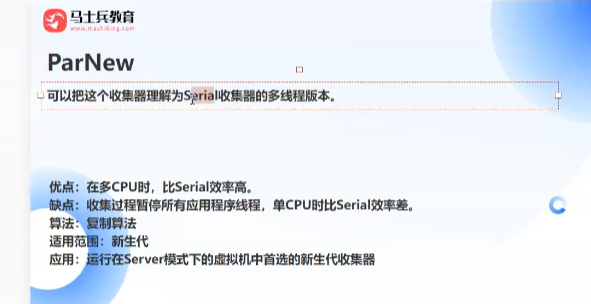 马士兵教育
www.mashibing.com
ParNew
可以把这个收集器理解为Serial收集器的多线程版本。
优点：在多CPU时，比Serial效率高。
缺点：收集过程暂停所有应用程序线程，单CPU时比Serial效率差。
算法：复制算法
适用范围：新生代
应用：运行在Server模式下的虚拟机中首选的新生代收集器